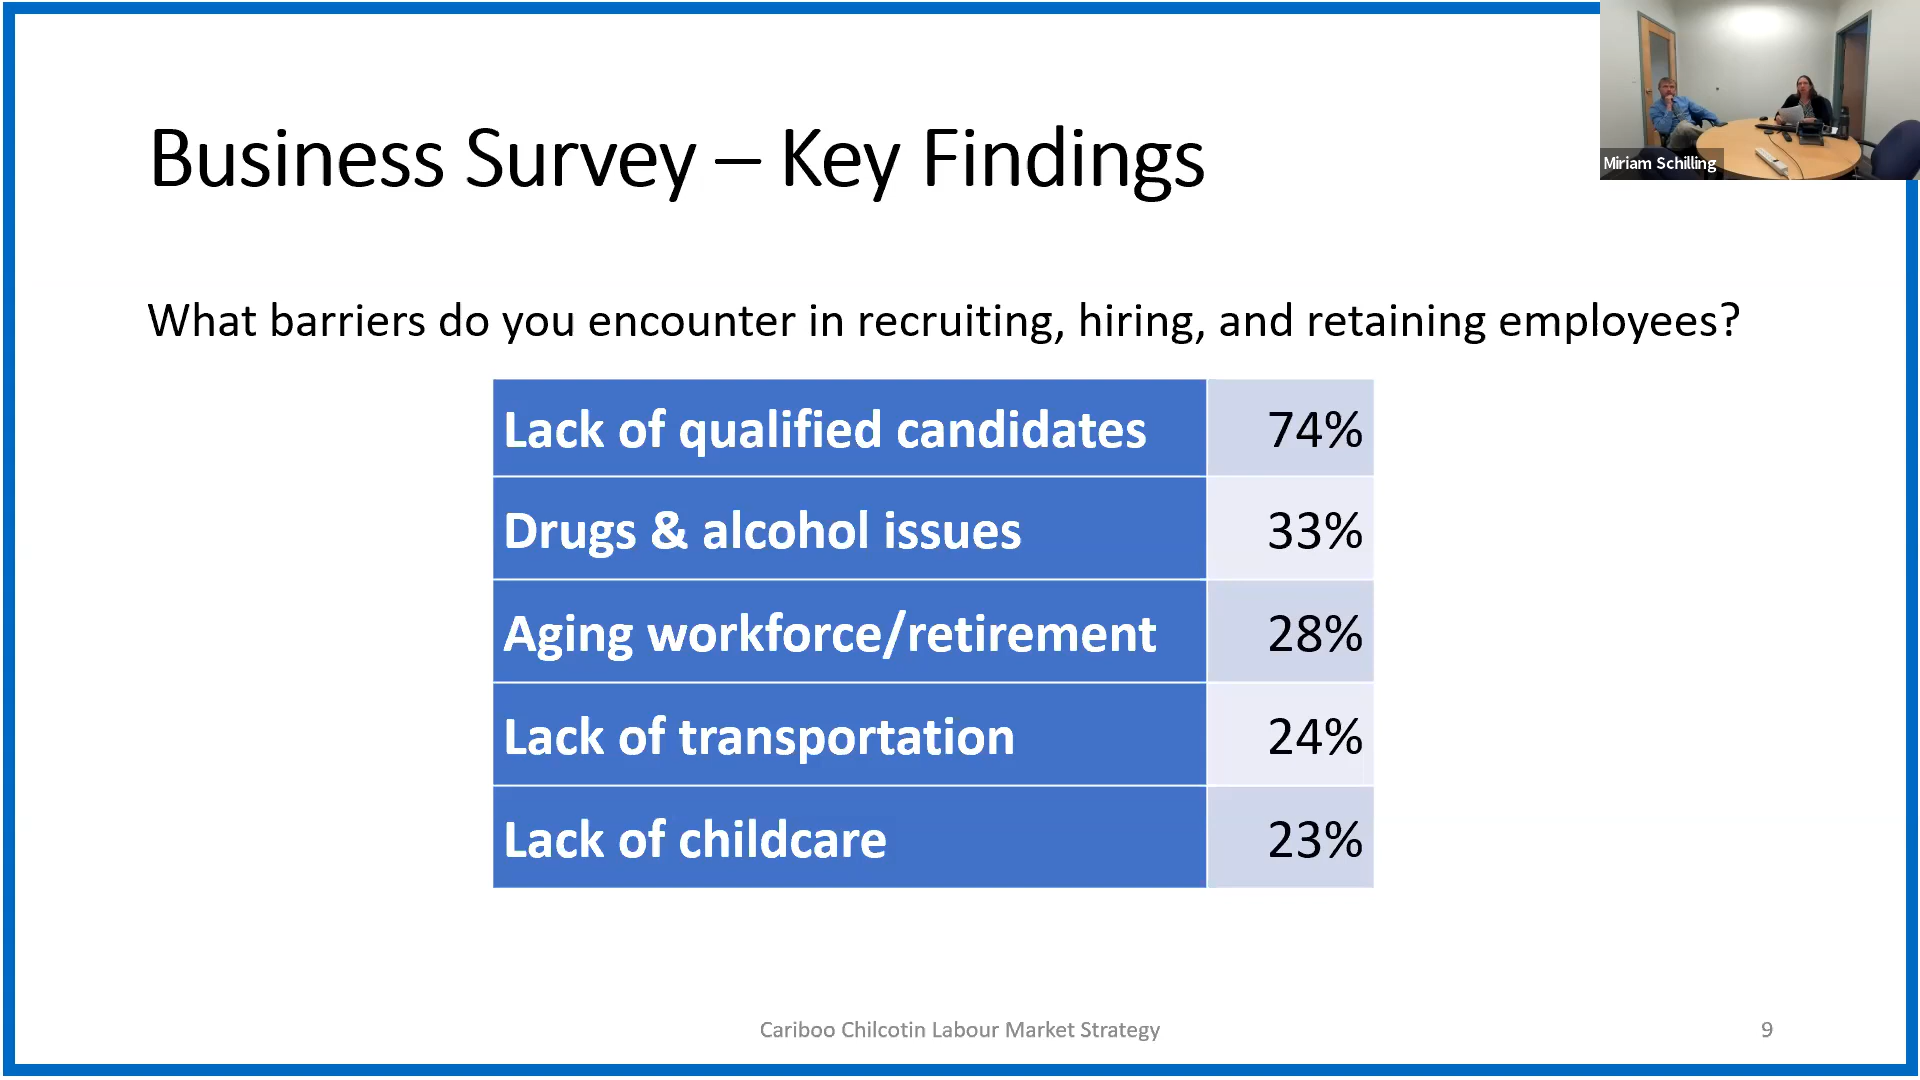 Business Survey – Key Findings
Miriam Schilling
What barriers do you encounter in recruiting, hiring, and retaining employees?
Lack of qualified candidates 74%
Drugs & alcohol issues 33%
Aging workforce/retirement 28%
Lack of transportation 24%
Lack of childcare 23%
Cariboo Chilcotin Labour Market Strategy 9